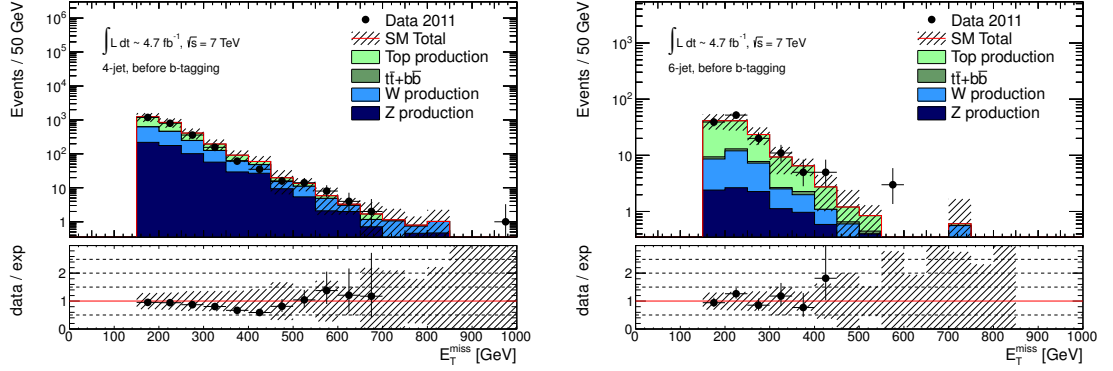 Events / 50 GeV
10^6
10^5
10^4
10^3
10^2
10
1
∫ L dt ~ 4.7 fb^-1, √s = 7 TeV
4-jet, before b-tagging
Data 2011
SM Total
Top production
tt̄+bb̄
W production
Z production
data / exp
2
1
0
0 100 200 300 400 500 600 700 800 900 1000
E_T^miss [GeV]
Events / 50 GeV
10^3
10^2
10
1
∫ L dt ~ 4.7 fb^-1, √s = 7 TeV
6-jet, before b-tagging
Data 2011
SM Total
Top production
tt̄+bb̄
W production
Z production
data / exp
2
1
0
0 100 200 300 400 500 600 700 800 900 1000
E_T^miss [GeV]